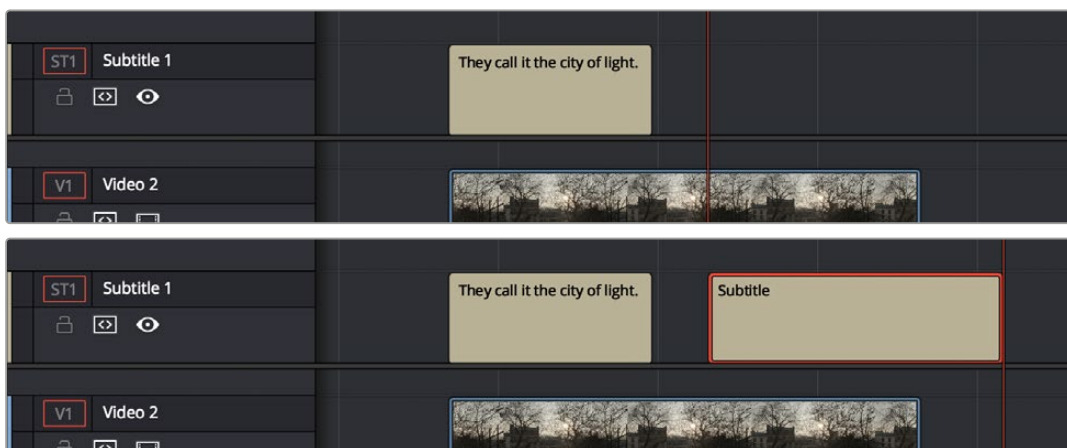 ST1 Subtitle 1
They call it the city of light.
V1 Video 2
ST1 Subtitle 1
They call it the city of light.
Subtitle
V1 Video 2